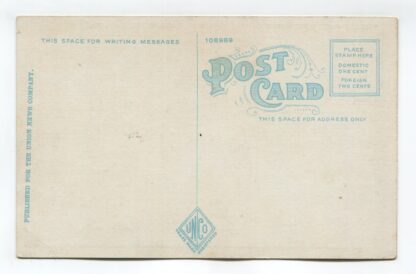 THIS SPACE FOR WRITING MESSAGES
106989
POST CARD
THIS SPACE FOR ADDRESS ONLY
PLACE
STAMP HERE
DOMESTIC
ONE CENT
FOREIGN
TWO CENTS
PUBLISHED FOR THE UNION NEWS COMPANY.
UNCO